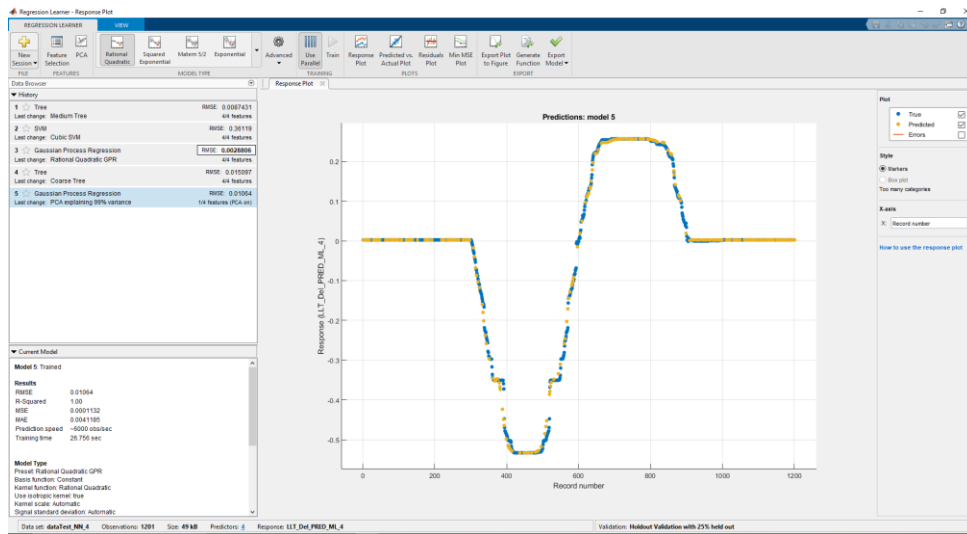 Regression Learner - Response Plot
REGRESSION LEARNER VIEW
New Session
Feature Selection
PCA
Rational Quadratic
Squared Exponential
Matern 5/2
Exponential
Advanced
Use Parallel
Train
Response Plot
Predicted vs. Actual Plot
Residuals Plot
Min MSE Plot
Export Plot to Figure
Generate Function
Export Model
FILE FEATURES MODEL TYPE TRAINING PLOTS EXPORT
Data Browser
History
1 Tree RMSE: 0.0087431
Last change: Medium Tree 4/4 features
2 SVM RMSE: 0.36119
Last change: Cubic SVM 4/4 features
3 Gaussian Process Regression RMSE: 0.0028806
Last change: Rational Quadratic GPR 4/4 features
4 Tree RMSE: 0.015097
Last change: Coarse Tree 4/4 features
5 Gaussian Process Regression RMSE: 0.01064
Last change: PCA explaining 99% variance 1/4 features (PCA on)
Current Model
Model 5: Trained
Results
RMSE 0.01064
R-Squared 1.00
MSE 0.0001132
MAE 0.0041185
Prediction speed ~6000 obs/sec
Training time 28.756 sec
Model Type
Preset: Rational Quadratic GPR
Basis function: Constant
Kernel function: Rational Quadratic
Use isotropic kernel: true
Kernel scale: Automatic
Signal standard deviation: Automatic
Response Plot
Predictions: model 5
Response (LLT_Del_PRED_ML_4)
0.2
0.1
0
-0.1
-0.2
-0.3
-0.4
-0.5
0 200 400 600 800 1000 1200
Record number
Plot
True
Predicted
Errors
Style
Markers
Box plot
Too many categories
X-axis
X: Record number
How to use the response plot
Data set: dataTest_NN_4 Observations: 1201 Size: 49 kB Predictors: 4 Response: LLT_Del_PRED_ML_4 Validation: Holdout Validation with 25% held out